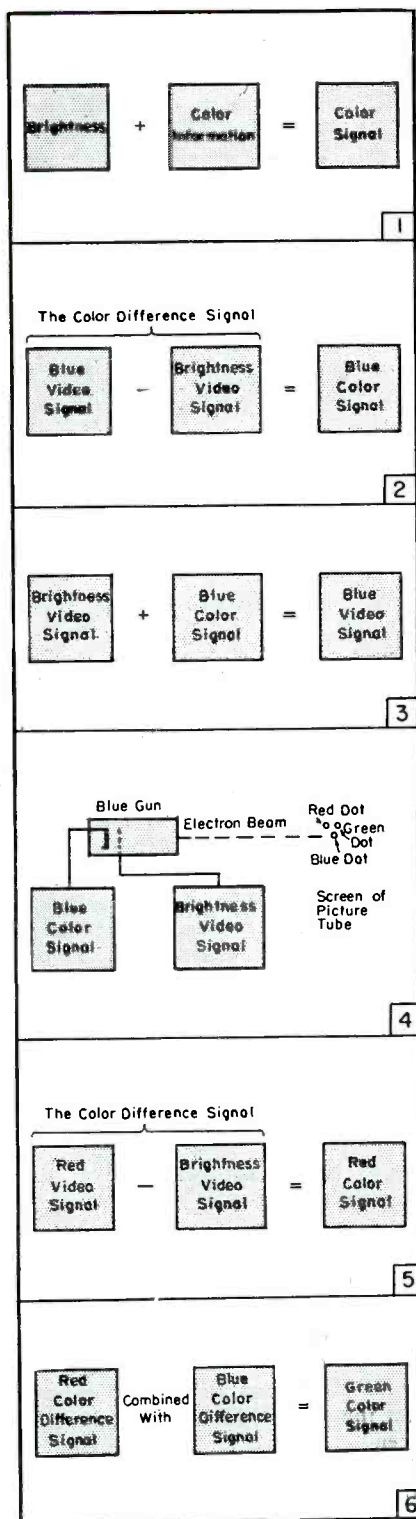 Brightness
+
Color
Information
=
Color
Signal
1
The Color Difference Signal
Blue
Video
Signal
-
Brightness
Video
Signal
=
Blue
Color
Signal
2
Brightness
Video
Signal
+
Blue
Color
Signal
=
Blue
Video
Signal
3
Blue Gun
Electron Beam
Red Dot
Green
Dot
Blue Dot
Blue
Color
Signal
Brightness
Video
Signal
Screen of
Picture
Tube
4
The Color Difference Signal
Red
Video
Signal
—
Brightness
Video
Signal
=
Red
Color
Signal
5
Red
Color
Difference
Signal
Combined
With
Blue
Color
Difference
Signal
=
Green
Color
Signal
6